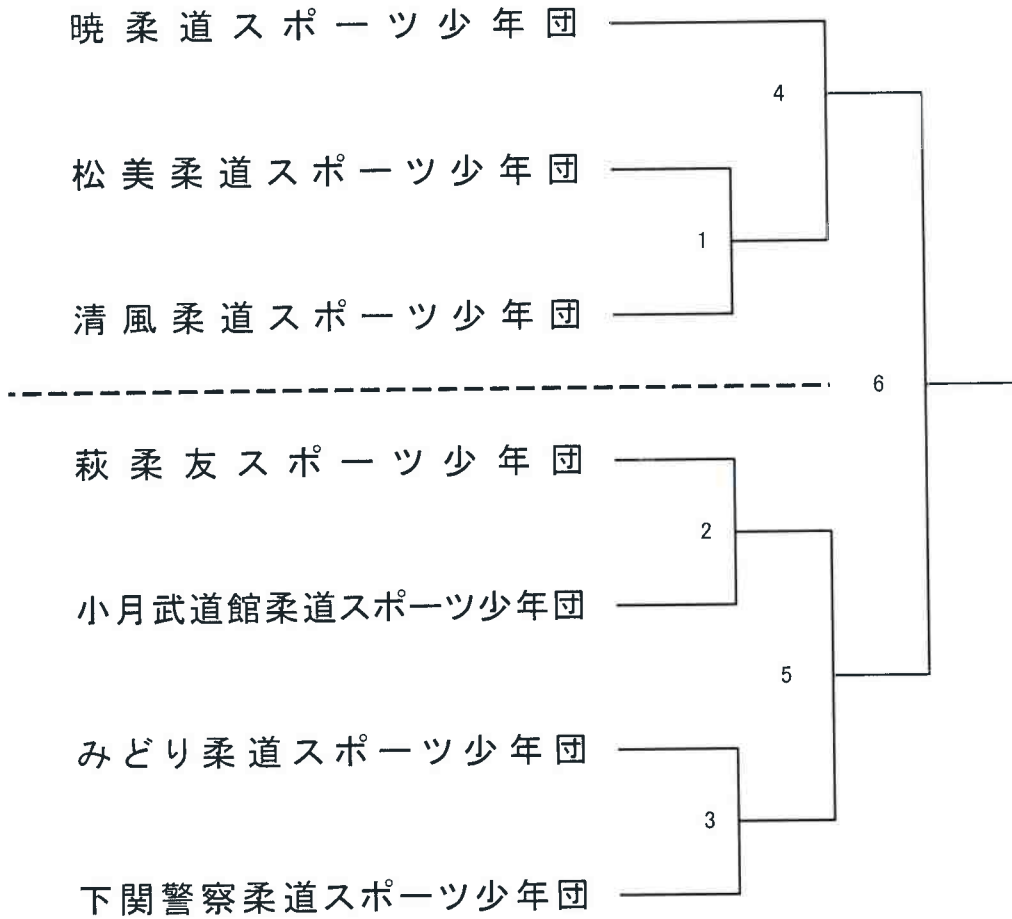 暁柔道スポーツ少年団
4
松美柔道スポーツ少年団
1
清風柔道スポーツ少年団
6
萩柔友スポーツ少年団
2
小月武道館柔道スポーツ少年団
5
みどり柔道スポーツ少年団
3
下関警察柔道スポーツ少年団